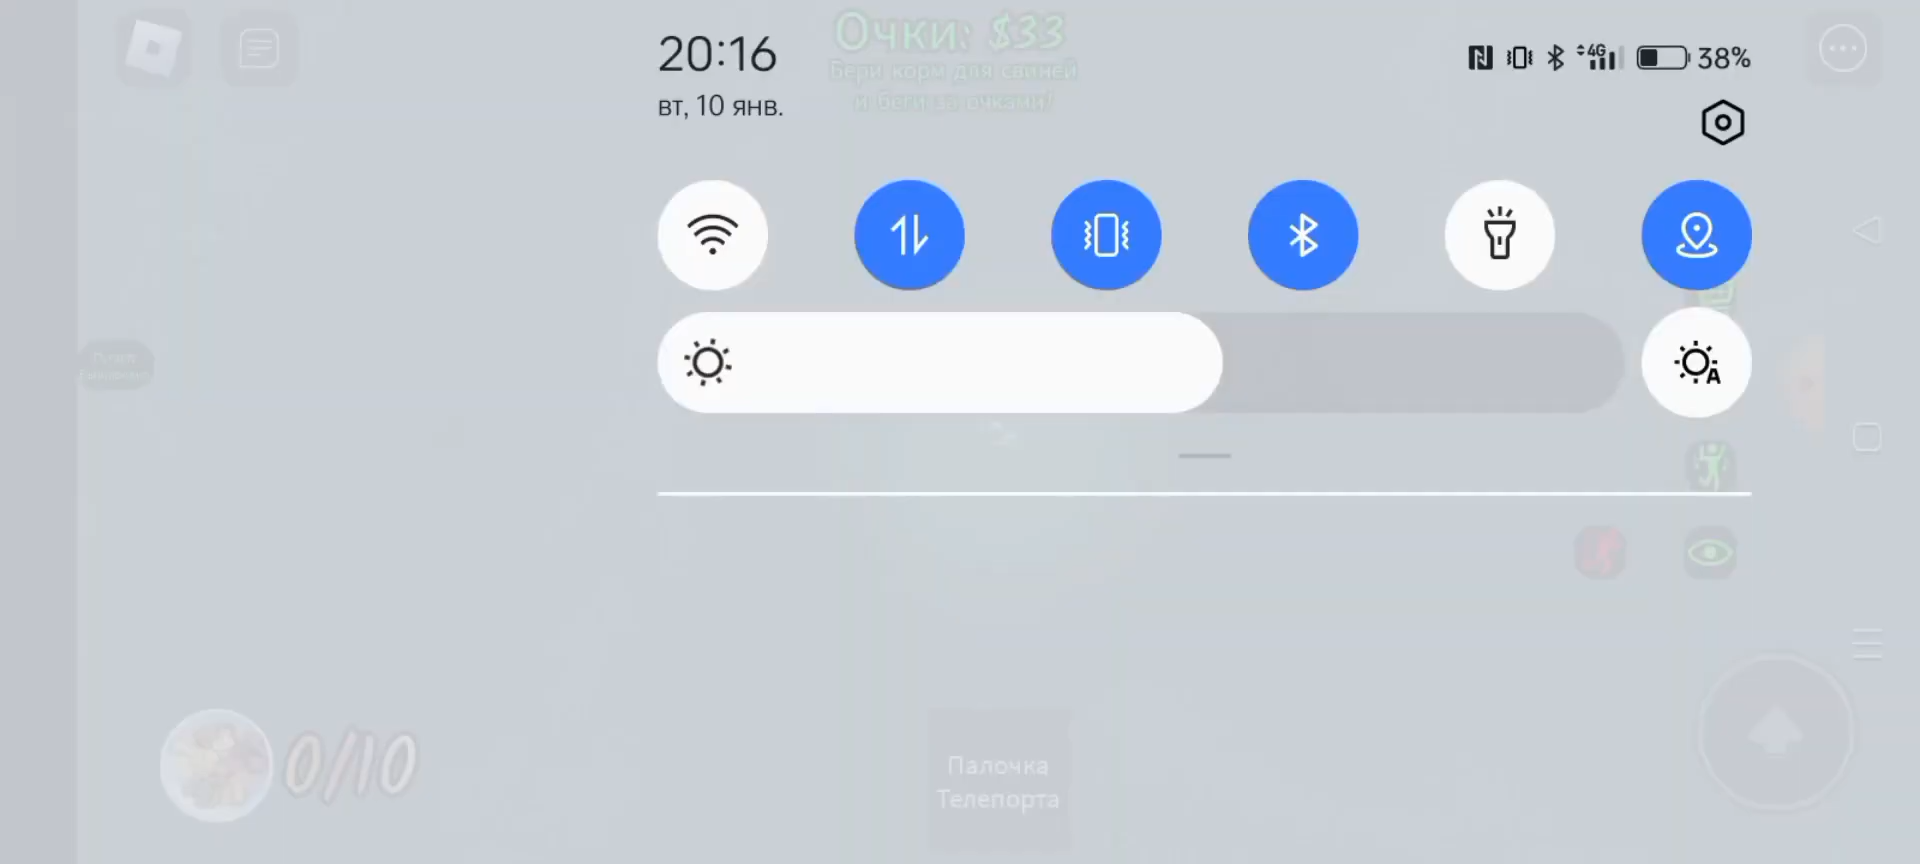 Очки: $33
Бери корм для свиней
и беги за очками!
20:16
вт, 10 янв.
4G
38%
A
0/10
Палочка
Телепорта